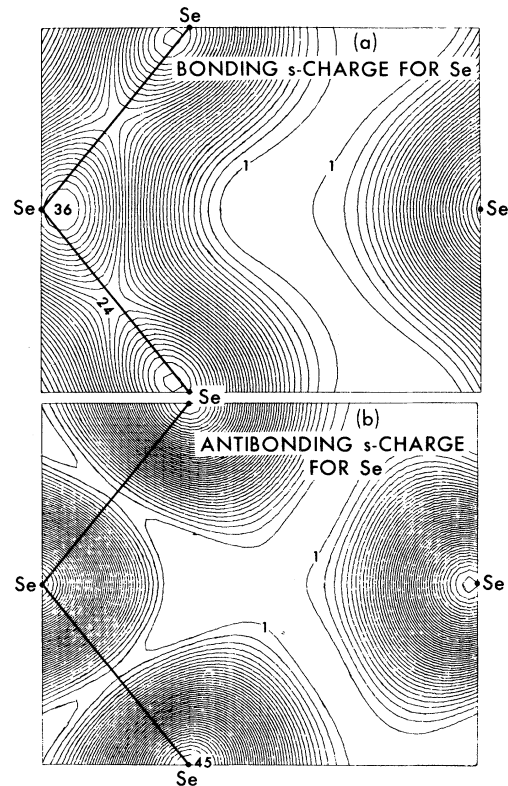 Se
(a)
BONDING s-CHARGE FOR Se
1
1
Se
36
Se
24
Se
(b)
ANTIBONDING s-CHARGE
FOR Se
1
Se
Se
1
45
Se